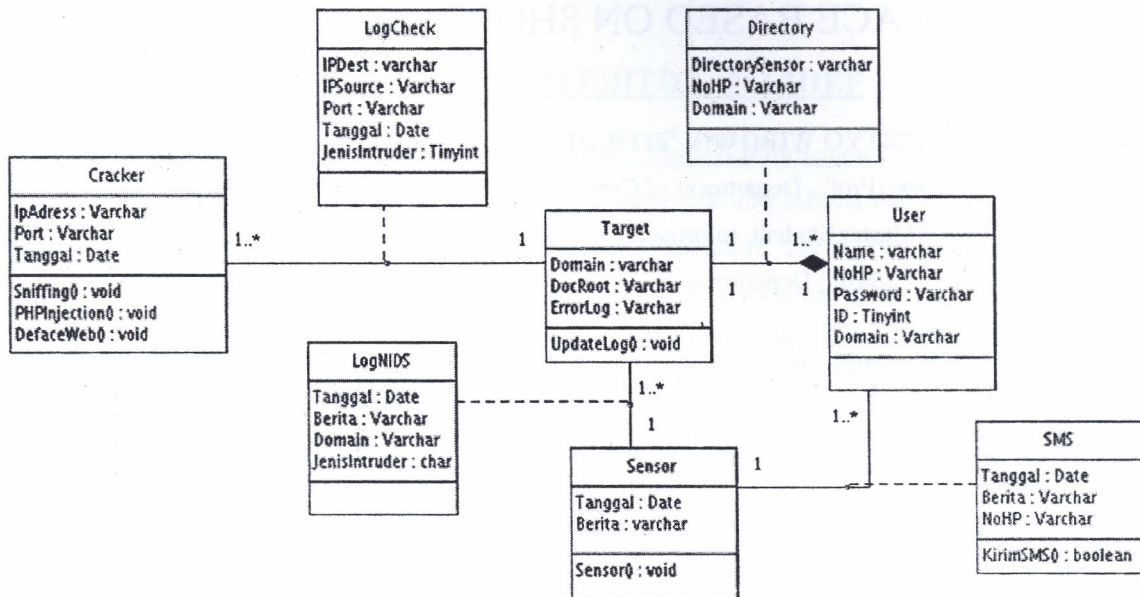 LogCheck
IPDest : varchar
IPSource : Varchar
Port : Varchar
Tanggal : Date
JenisIntruder : Tinyint
Directory
DirectorySensor : varchar
NoHP : Varchar
Domain : Varchar
Cracker
IpAdress : Varchar
Port : Varchar
Tanggal : Date
Sniffing() : void
PHPInjection() : void
DefaceWeb() : void
1..*
1
Target
Domain : varchar
DocRoot : Varchar
ErrorLog : Varchar
UpdateLog() : void
1
1..*
1
1
User
Name : varchar
NoHP : Varchar
Password : Varchar
ID : Tinyint
Domain : Varchar
LogNIDS
Tanggal : Date
Berita : Varchar
Domain : Varchar
JenisIntruder : char
1..*
1
Sensor
Tanggal : Date
Berita : varchar
Sensor() : void
1
1..*
SMS
Tanggal : Date
Berita : Varchar
NoHP : Varchar
KirimSMS() : boolean